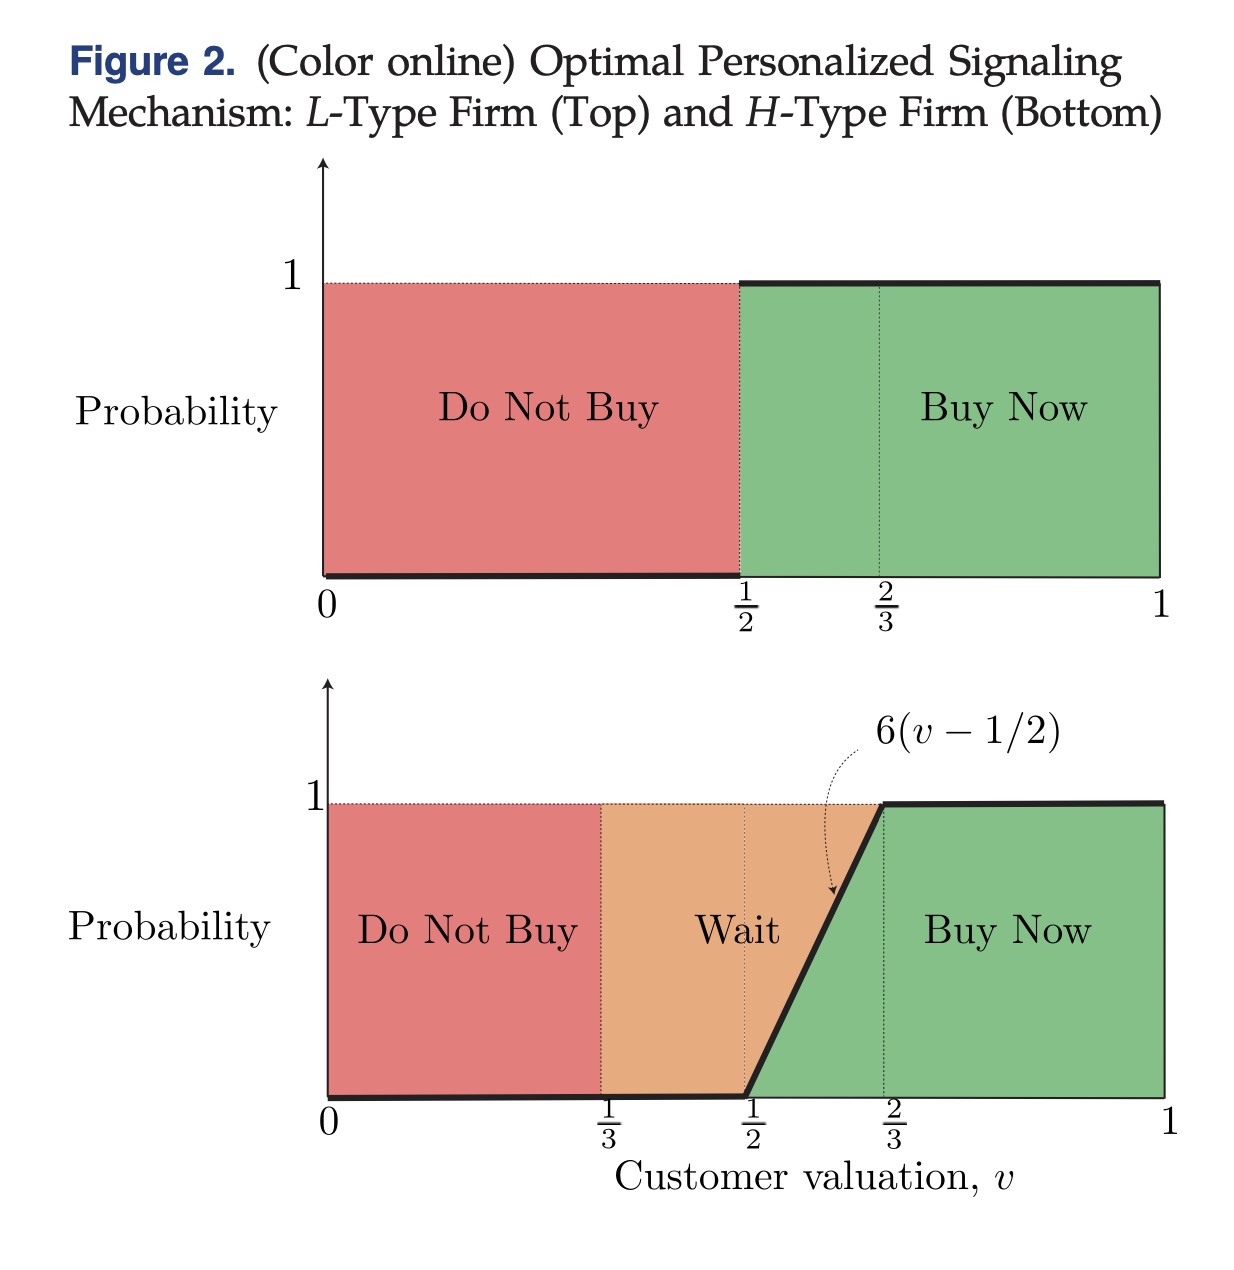 Figure 2. (Color online) Optimal Personalized Signaling
Mechanism: L-Type Firm (Top) and H-Type Firm (Bottom)
1
Probability
Do Not Buy
Buy Now
0
1/2
2/3
1
6(v − 1/2)
1
Probability
Do Not Buy
Wait
Buy Now
0
1/3
1/2
2/3
1
Customer valuation, v